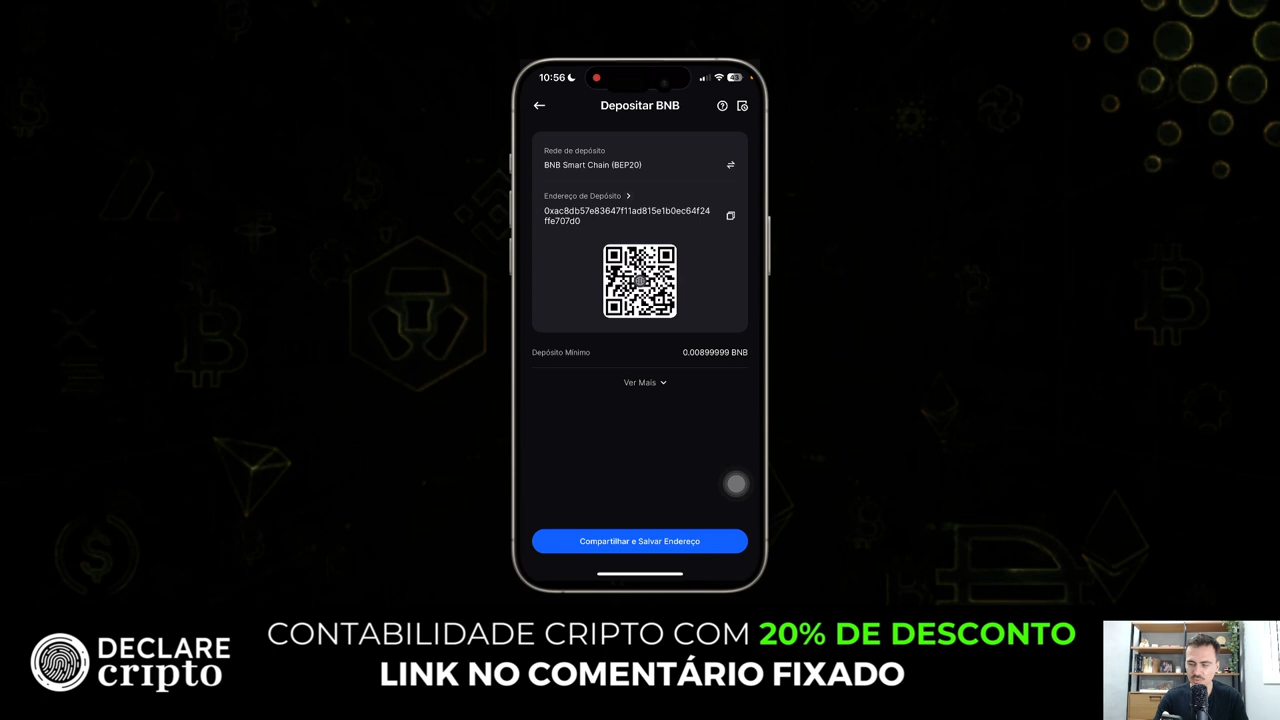 10:56
43
Depositar BNB
Rede de depósito
BNB Smart Chain (BEP20)
Endereço de Depósito
0xac8db57e83647f11ad815e1b0ec64f24
ffe707d0
Depósito Mínimo
0.00899999 BNB
Ver Mais
Compartilhar e Salvar Endereço
DECLARE
cripto
CONTABILIDADE CRIPTO COM 20% DE DESCONTO
LINK NO COMENTÁRIO FIXADO